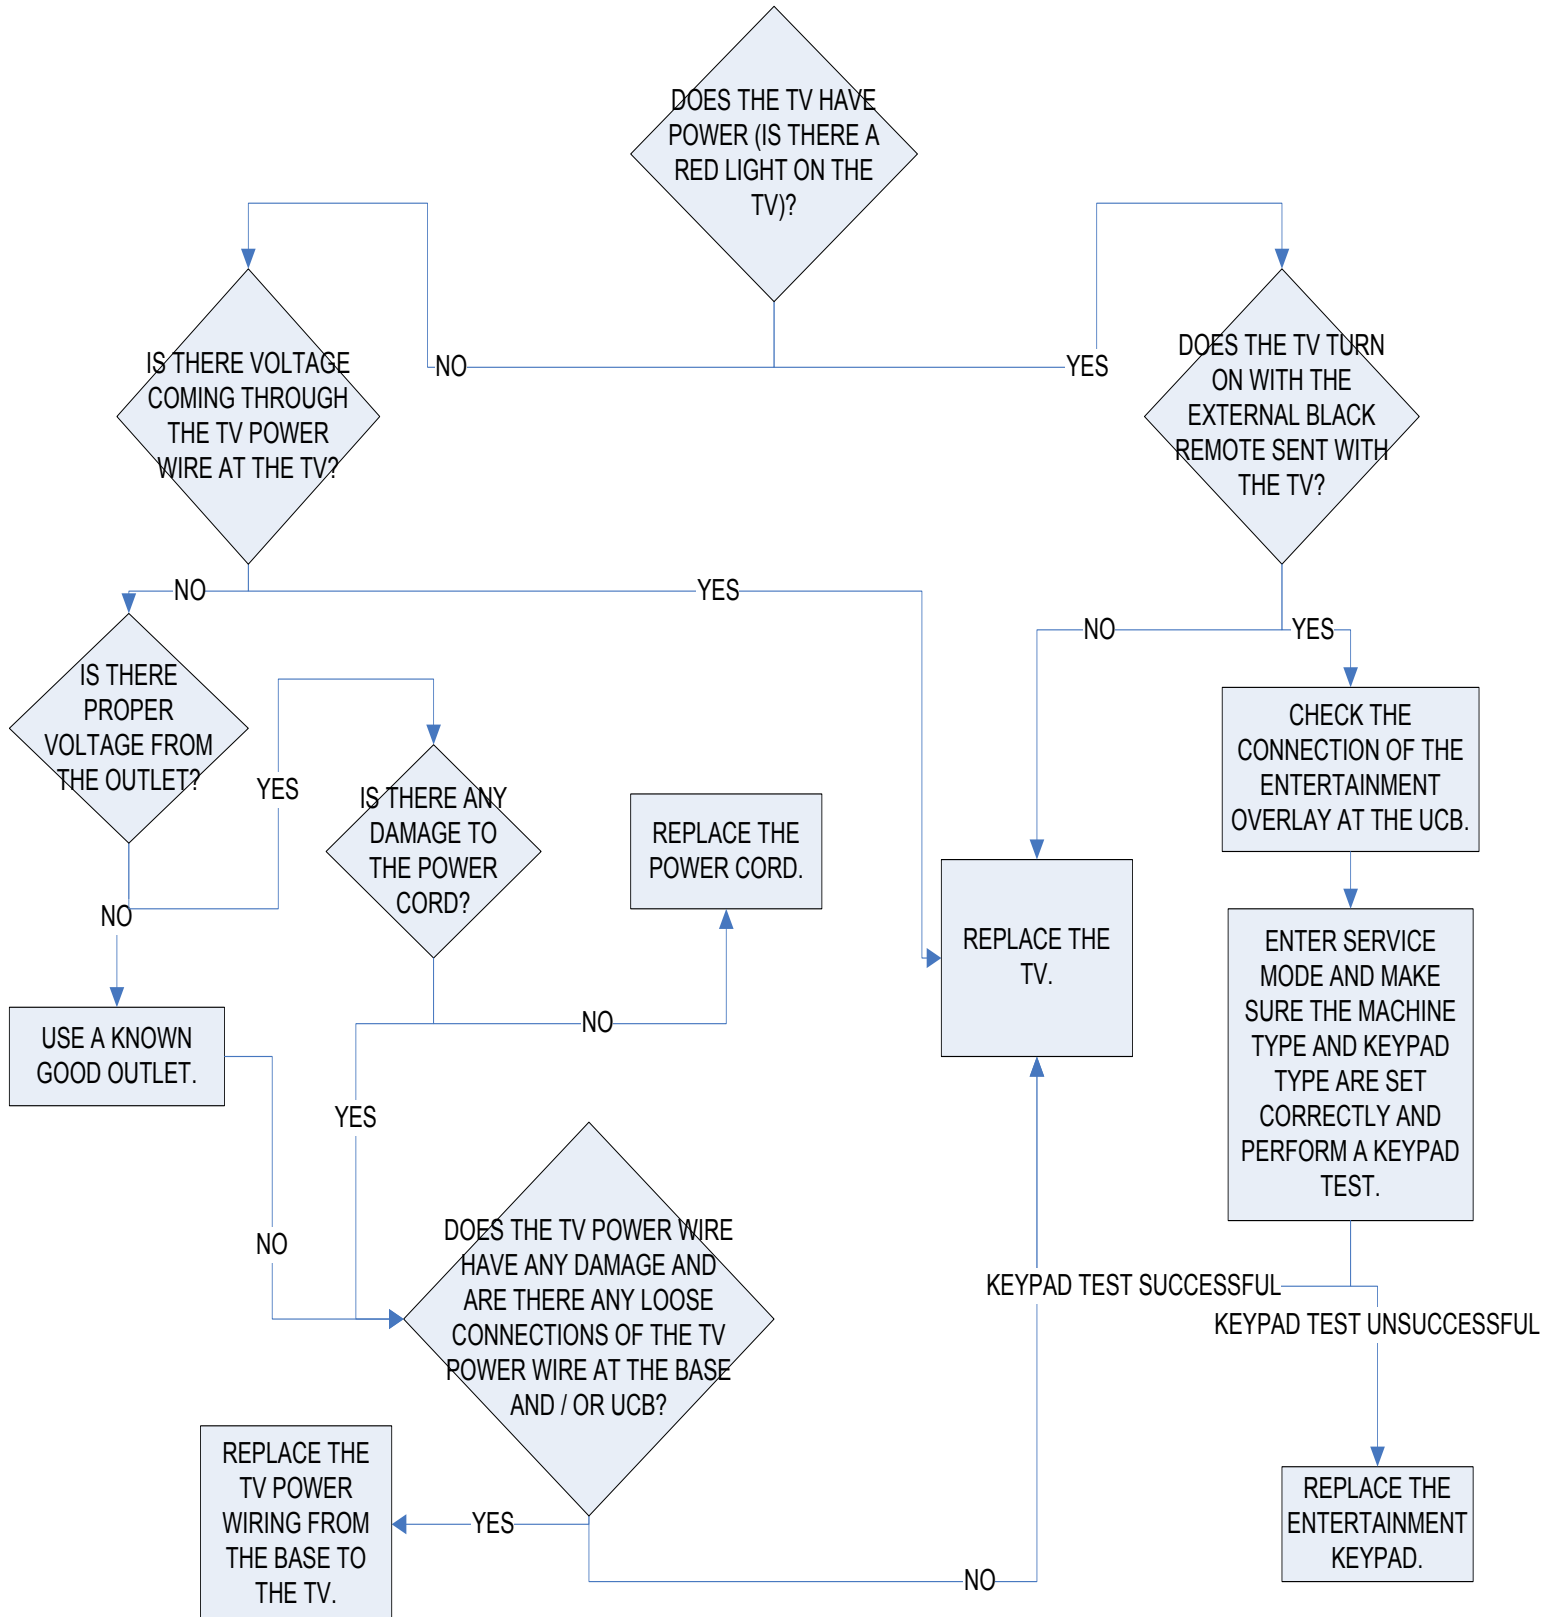 DOES THE TV HAVE
POWER (IS THERE A
RED LIGHT ON THE
TV)?
NO
YES
IS THERE VOLTAGE
COMING THROUGH
THE TV POWER
WIRE AT THE TV?
DOES THE TV TURN
ON WITH THE
EXTERNAL BLACK
REMOTE SENT WITH
THE TV?
NO
YES
NO
YES
IS THERE
PROPER
VOLTAGE FROM
THE OUTLET?
YES
NO
IS THERE ANY
DAMAGE TO
THE POWER
CORD?
REPLACE THE
POWER CORD.
CHECK THE
CONNECTION OF THE
ENTERTAINMENT
OVERLAY AT THE UCB.
REPLACE THE
TV.
ENTER SERVICE
MODE AND MAKE
SURE THE MACHINE
TYPE AND KEYPAD
TYPE ARE SET
CORRECTLY AND
PERFORM A KEYPAD
TEST.
USE A KNOWN
GOOD OUTLET.
NO
YES
NO
DOES THE TV POWER WIRE
HAVE ANY DAMAGE AND
ARE THERE ANY LOOSE
CONNECTIONS OF THE TV
POWER WIRE AT THE BASE
AND / OR UCB?
KEYPAD TEST SUCCESSFUL
KEYPAD TEST UNSUCCESSFUL
REPLACE THE
TV POWER
WIRING FROM
THE BASE TO
THE TV.
YES
NO
REPLACE THE
ENTERTAINMENT
KEYPAD.